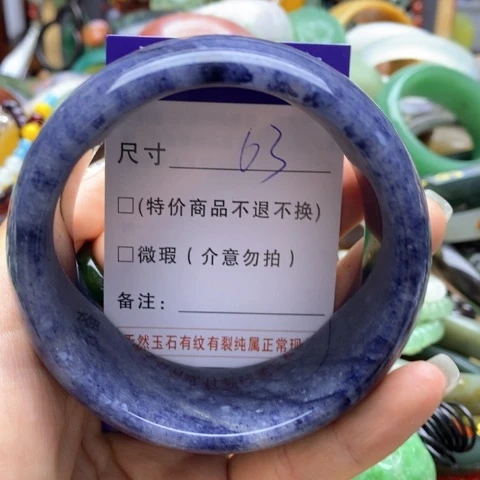 尺寸 63
□(特价商品不退不换)
□微瑕(介意勿拍)
备注:
天然玉石有纹有裂纯属正常现